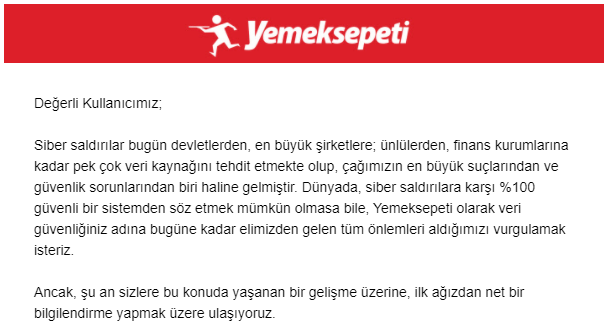 Yemeksepeti
Değerli Kullanıcımız;
Siber saldırılar bugün devletlerden, en büyük şirketlere; ünlülerden, finans kurumlarına
kadar pek çok veri kaynağını tehdit etmekte olup, çağımızın en büyük suçlarından ve
güvenlik sorunlarından biri haline gelmiştir. Dünyada, siber saldırılara karşı %100
güvenli bir sistemden söz etmek mümkün olmasa bile, Yemeksepeti olarak veri
güvenliğiniz adına bugüne kadar elimizden gelen tüm önlemleri aldığımızı vurgulamak
isteriz.
Ancak, şu an sizlere bu konuda yaşanan bir gelişme üzerine, ilk ağızdan net bir
bilgilendirme yapmak üzere ulaşıyoruz.